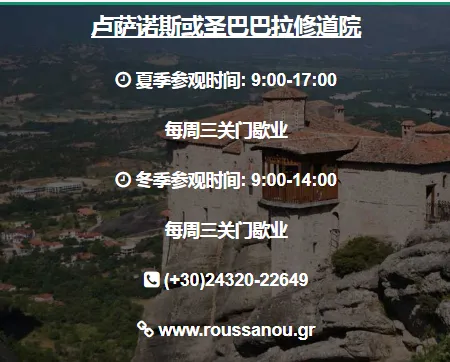 卢萨诺斯或圣巴巴拉修道院
夏季参观时间: 9:00-17:00
每周三关门歇业
冬季参观时间: 9:00-14:00
每周三关门歇业
(+30)24320-22649
www.roussanou.gr